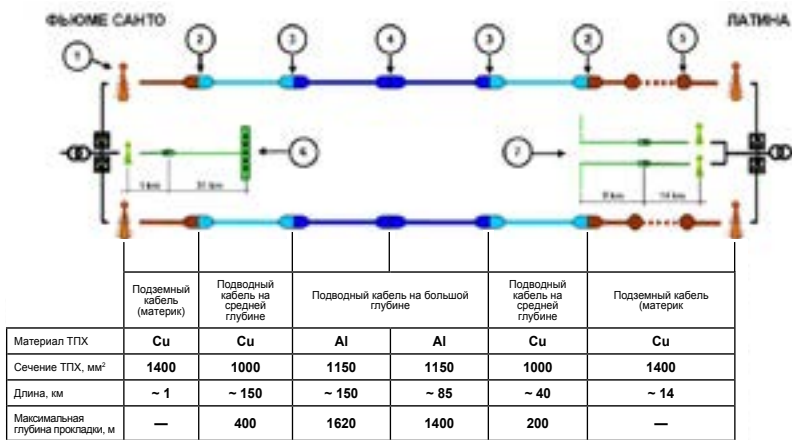 ФЬЮМЕ САНТО
ЛАТИНА
1
2
3
4
3
2
5
6
7
1 km
31 km
8 km
14 km
Подземный кабель (материк)
Подводный кабель на средней глубине
Подводный кабель на большой глубине
Подводный кабель на средней глубине
Подземный кабель (материк
Материал ТПХ Cu Cu Al Al Cu Cu
Сечение ТПХ, мм² 1400 1000 1150 1150 1000 1400
Длина, км ~ 1 ~ 150 ~ 150 ~ 85 ~ 40 ~ 14
Максимальная глубина прокладки, м — 400 1620 1400 200 —